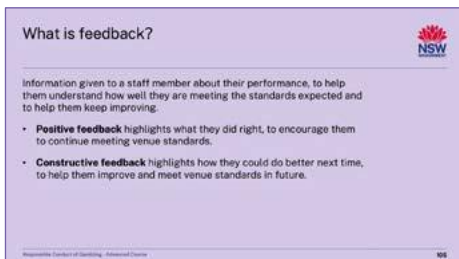 What is feedback?
NSW
GOVERNMENT
Information given to a staff member about their performance, to help
them understand how well they are meeting the standards expected and
to help them keep improving.
• Positive feedback highlights what they did right, to encourage them
to continue meeting venue standards.
• Constructive feedback highlights how they could do better next time,
to help them improve and meet venue standards in future.
Responsible Conduct of Gambling - Advanced Course
105